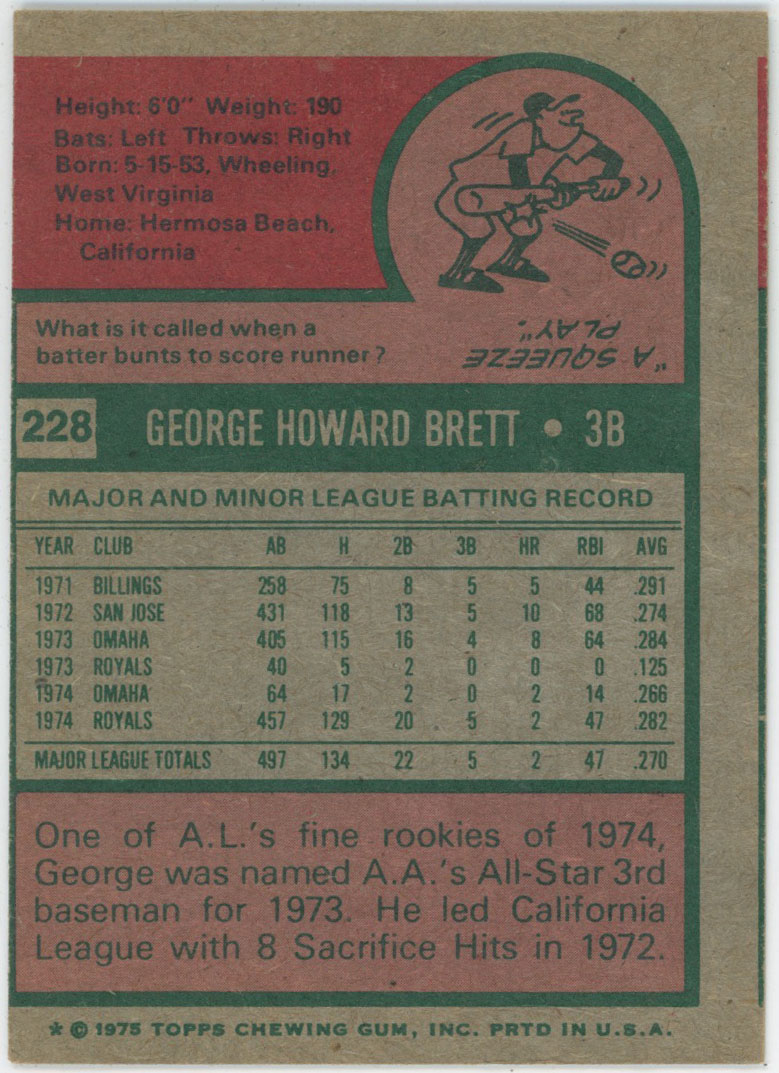 Height: 6'0" Weight: 190
Bats: Left Throws: Right
Born: 5-15-53, Wheeling,
West Virginia
Home: Hermosa Beach,
California
What is it called when a
batter bunts to score runner?
"A SQUEEZE
PLAY".
228 GEORGE HOWARD BRETT • 3B
MAJOR AND MINOR LEAGUE BATTING RECORD
YEAR CLUB AB H 2B 3B HR RBI AVG
1971 BILLINGS 258 75 8 5 5 44 .291
1972 SAN JOSE 431 118 13 5 10 68 .274
1973 OMAHA 405 115 16 4 8 64 .284
1973 ROYALS 40 5 2 0 0 0 .125
1974 OMAHA 64 17 2 0 2 14 .266
1974 ROYALS 457 129 20 5 2 47 .282
MAJOR LEAGUE TOTALS 497 134 22 5 2 47 .270
One of A.L.'s fine rookies of 1974,
George was named A.A.'s All-Star 3rd
baseman for 1973. He led California
League with 8 Sacrifice Hits in 1972.
* © 1975 TOPPS CHEWING GUM, INC. PRTD IN U.S.A.